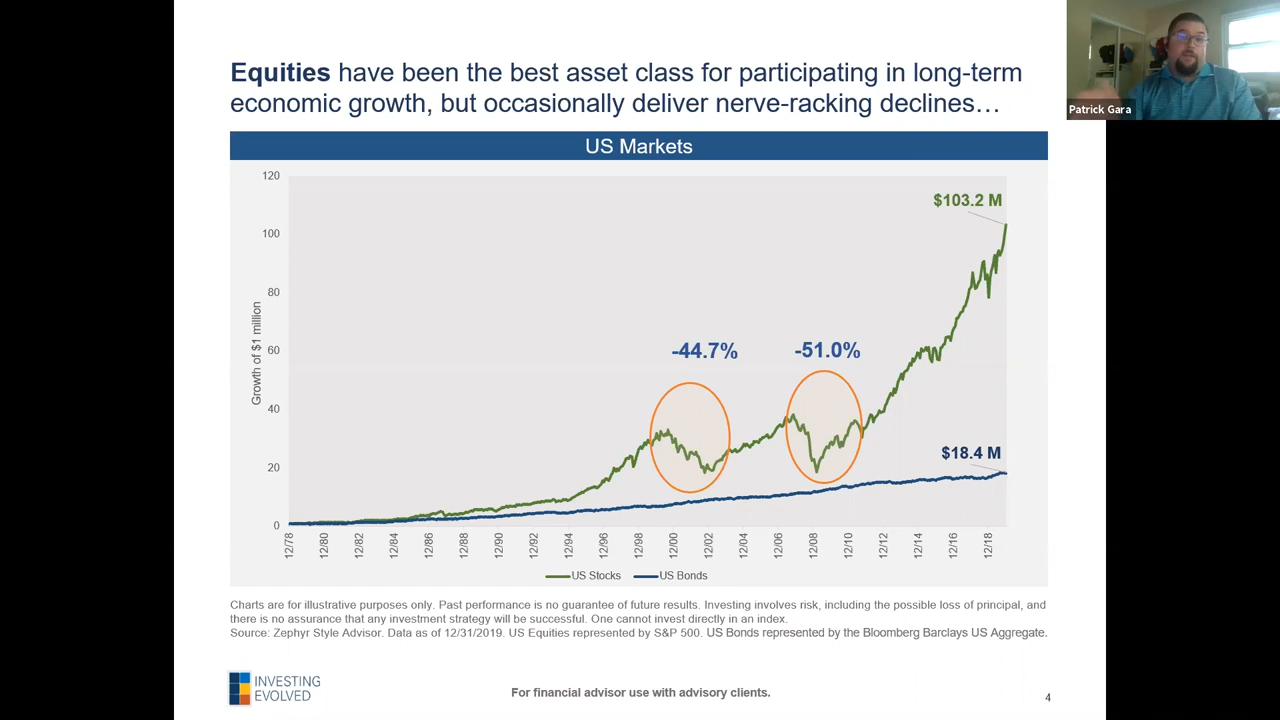 Equities have been the best asset class for participating in long-term
economic growth, but occasionally deliver nerve-racking declines…
Patrick Gara
US Markets
120
100
80
60
40
20
0
Growth of $1 million
$103.2 M
-44.7%
-51.0%
$18.4 M
12/78
12/80
12/82
12/84
12/86
12/88
12/90
12/92
12/94
12/96
12/98
12/00
12/02
12/04
12/06
12/08
12/10
12/12
12/14
12/16
12/18
US Stocks
US Bonds
Charts are for illustrative purposes only. Past performance is no guarantee of future results. Investing involves risk, including the possible loss of principal, and
there is no assurance that any investment strategy will be successful. One cannot invest directly in an index.
Source: Zephyr Style Advisor. Data as of 12/31/2019. US Equities represented by S&P 500. US Bonds represented by the Bloomberg Barclays US Aggregate.
INVESTING
EVOLVED
For financial advisor use with advisory clients.
4